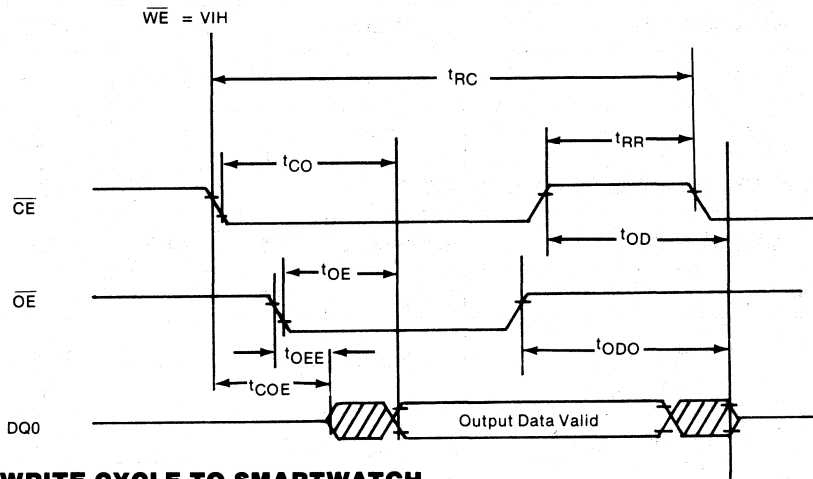 WE = VIH
tRC
tRR
tCO
CE
tOD
tOE
OE
tODO
tOEE
tCOE
DQ0
Output Data Valid
WRITE CYCLE TO SMARTWATCH